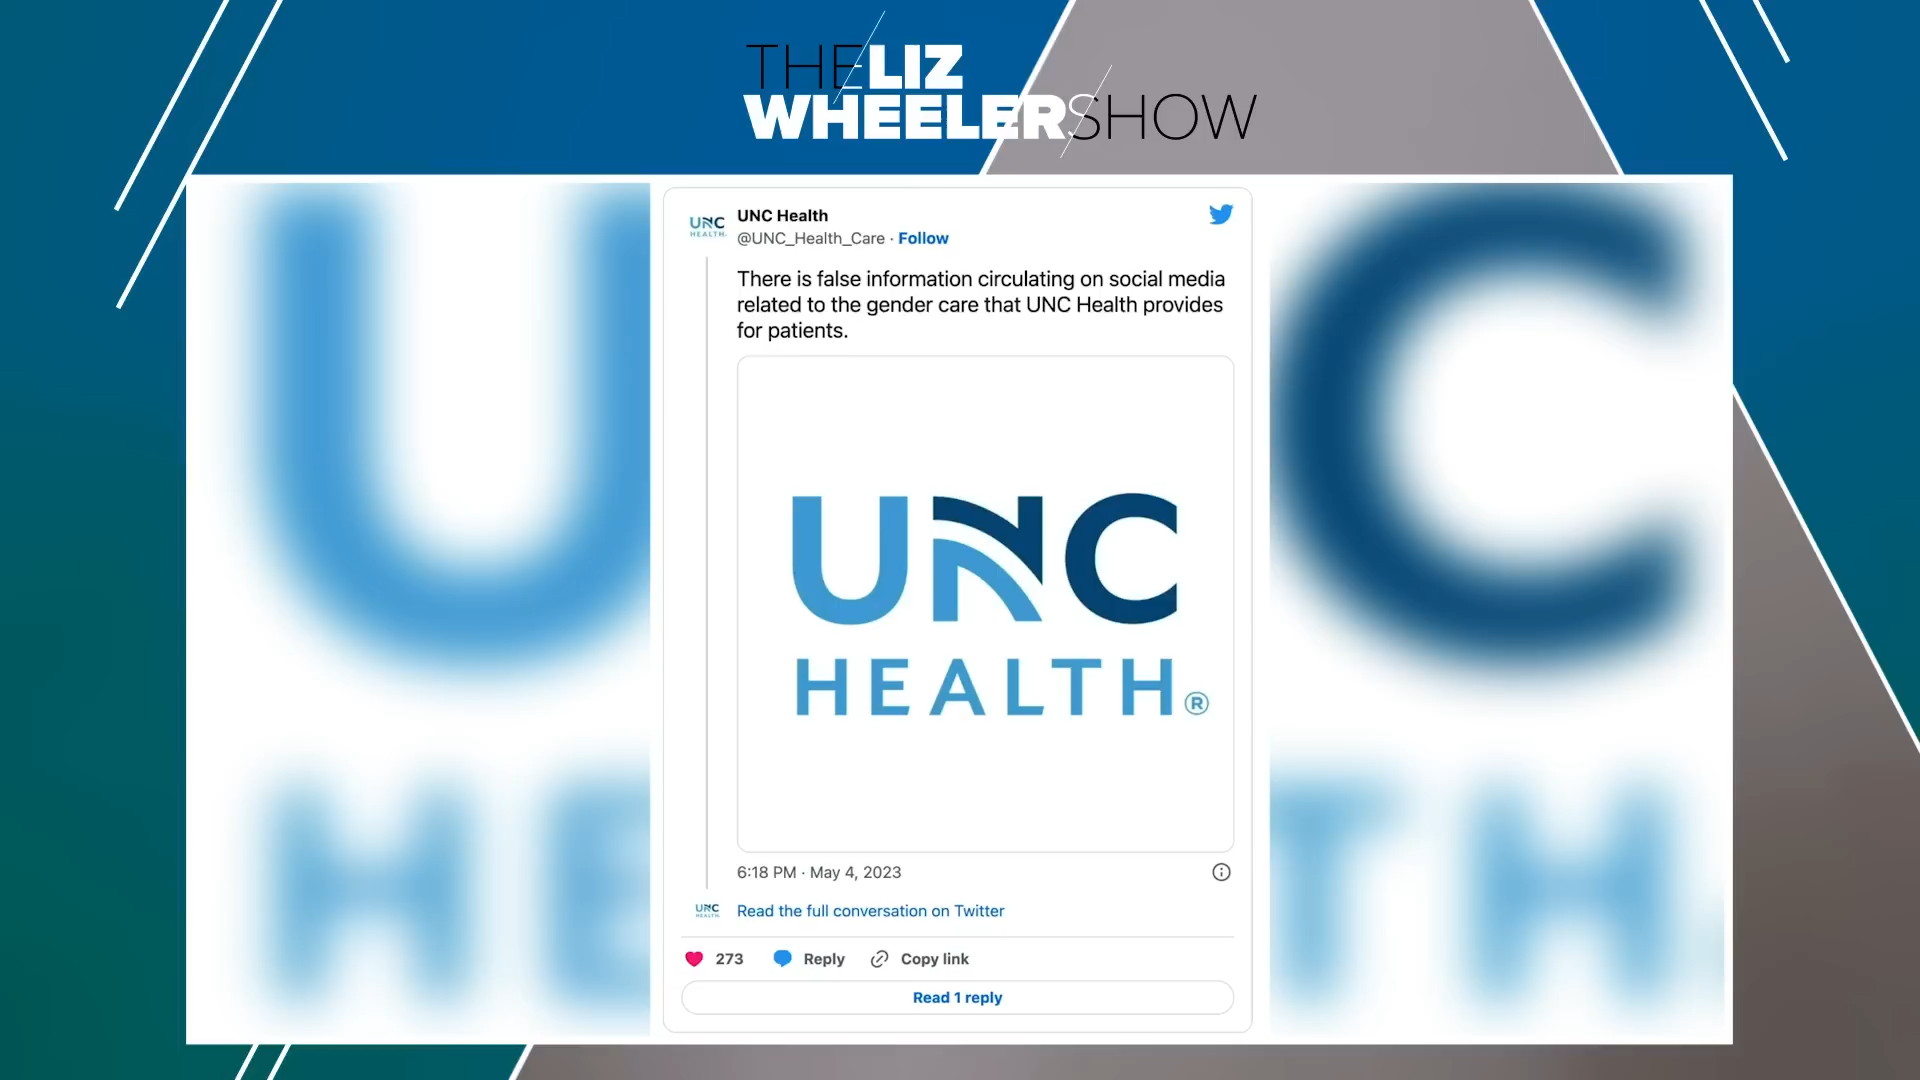 THE LIZ
WHEELER SHOW
UNC
HEALTH.
UNC Health
@UNC_Health_Care · Follow
There is false information circulating on social media
related to the gender care that UNC Health provides
for patients.
UNC
HEALTH®
6:18 PM · May 4, 2023
UNC
HEALTH.
Read the full conversation on Twitter
273 Reply Copy link
Read 1 reply
U C
HE TH